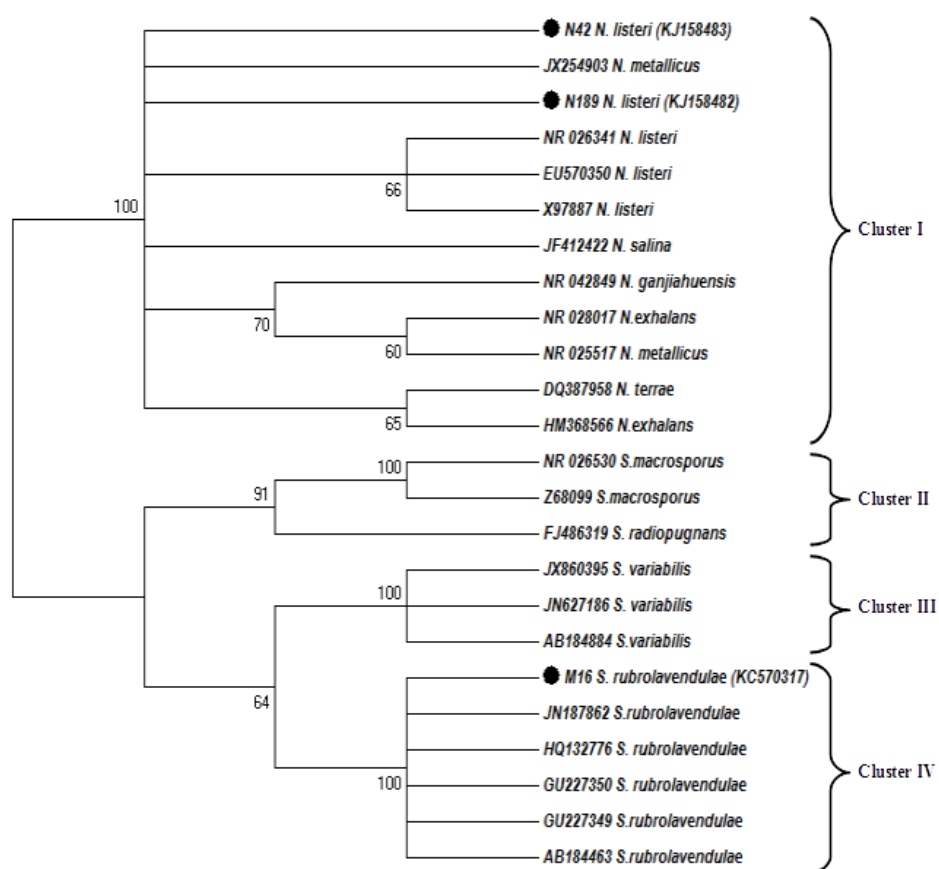 N42 N. listeri (KJ158483)
JX254903 N. metallicus
N189 N. listeri (KJ158482)
NR 026341 N. listeri
EU570350 N. listeri
66
X97887 N. listeri
100
Cluster I
JF412422 N. salina
NR 042849 N. ganjiahuensis
NR 028017 N.exhalans
70
60
NR 025517 N. metallicus
DQ387958 N. terrae
65
HM368566 N.exhalans
100
NR 026530 S.macrosporus
91
Z68099 S.macrosporus
Cluster II
FJ486319 S. radiopugnans
JX860395 S. variabilis
100
JN627186 S. variabilis
Cluster III
AB184884 S.variabilis
M16 S. rubrolavendulae (KC570317)
64
JN187862 S.rubrolavendulae
HQ132776 S. rubrolavendulae
Cluster IV
100
GU227350 S. rubrolavendulae
GU227349 S.rubrolavendulae
AB184463 S.rubrolavendulae